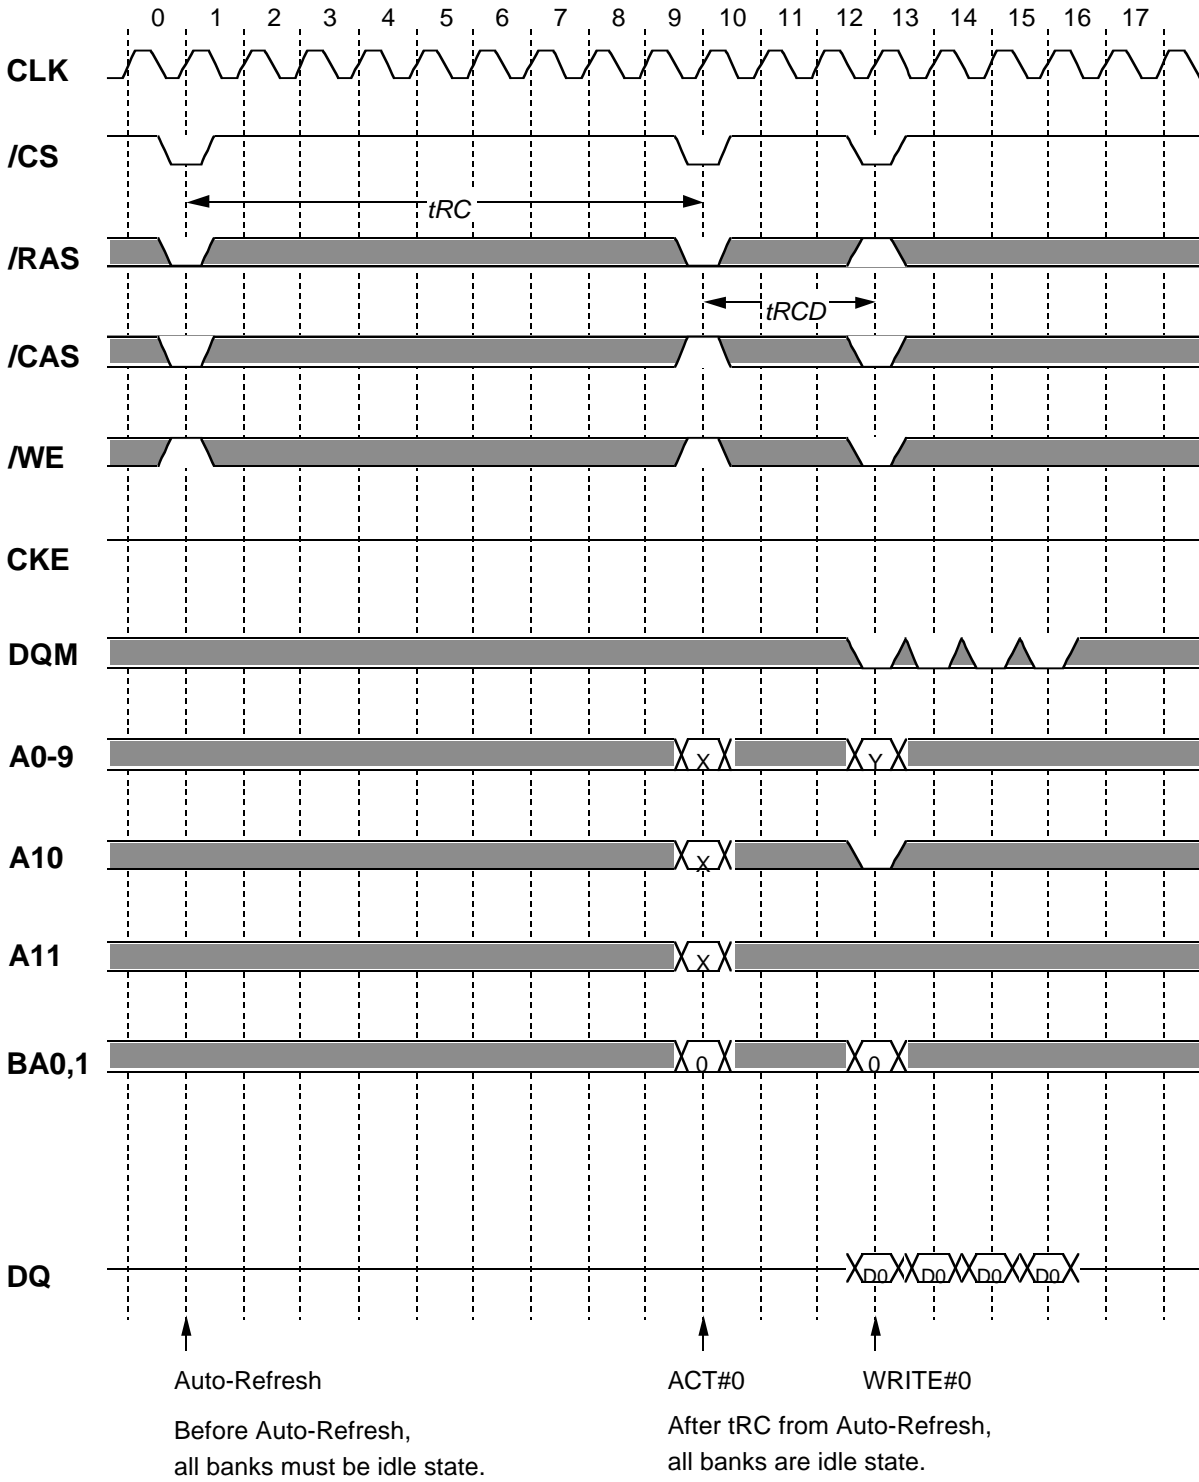 0 1 2 3 4 5 6 7 8 9 10 11 12 13 14 15 16 17
CLK
/CS
tRC
/RAS
tRCD
/CAS
/WE
CKE
DQM
A0-9 X Y
A10 X
A11 X
BA0,1 0 0
DQ D0 D0 D0 D0
Auto-Refresh ACT#0 WRITE#0
Before Auto-Refresh,
all banks must be idle state.
After tRC from Auto-Refresh,
all banks are idle state.